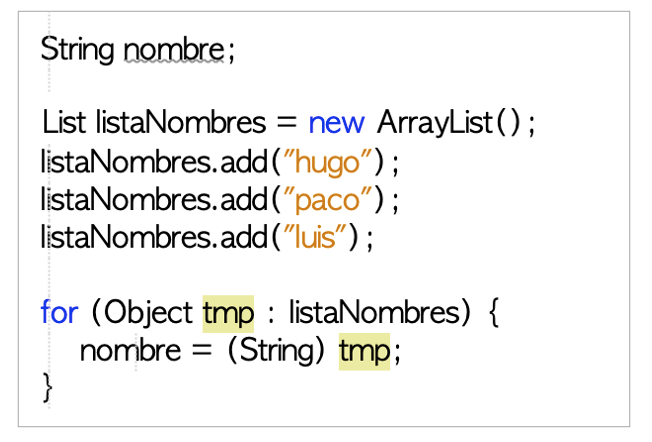 String nombre;
List listaNombres = new ArrayList();
listaNombres.add("hugo");
listaNombres.add("paco");
listaNombres.add("luis");
for (Object tmp : listaNombres) {
nombre = (String) tmp;
}